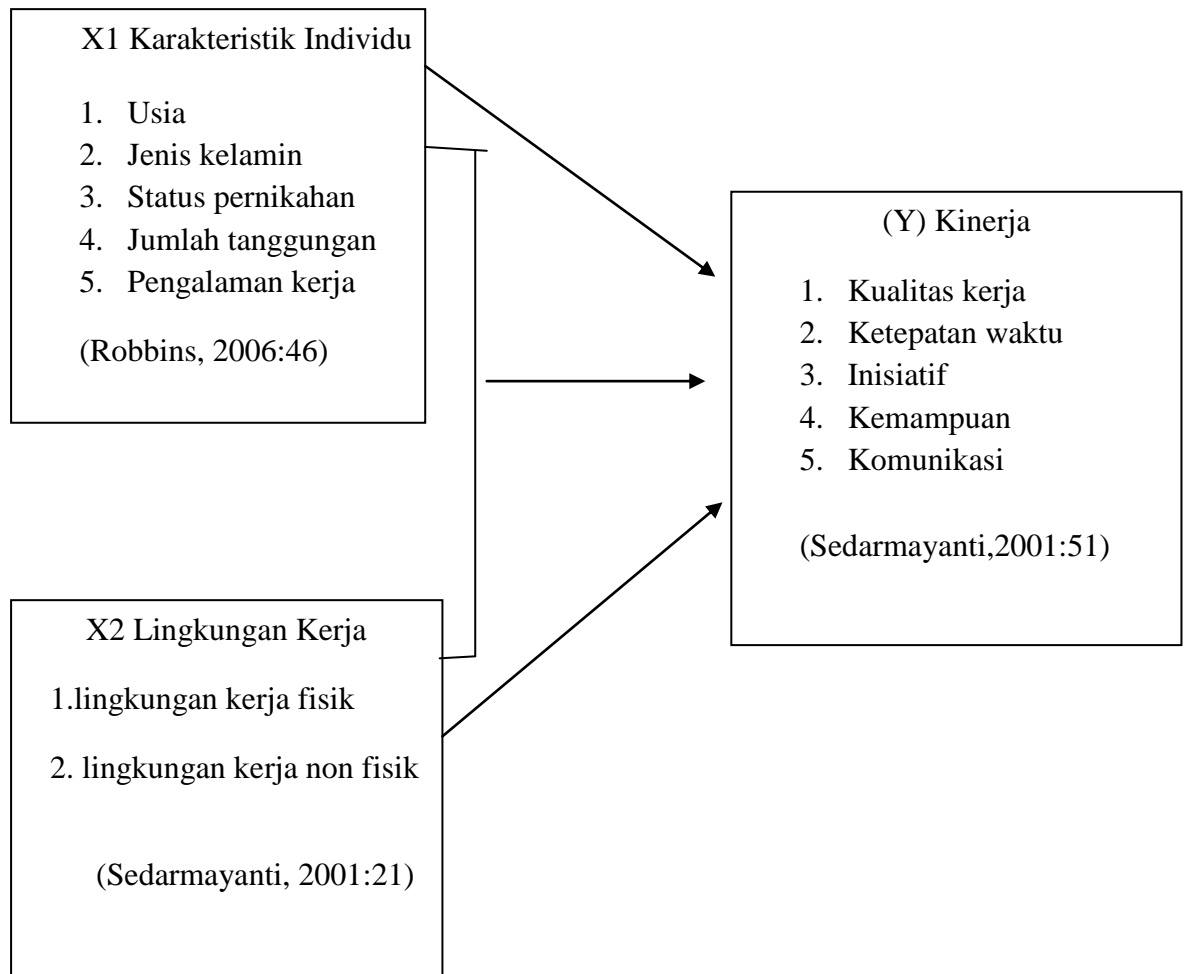 X1 Karakteristik Individu
1. Usia
2. Jenis kelamin
3. Status pernikahan
4. Jumlah tanggungan
5. Pengalaman kerja
(Robbins, 2006:46)
(Y) Kinerja
1. Kualitas kerja
2. Ketepatan waktu
3. Inisiatif
4. Kemampuan
5. Komunikasi
(Sedarmayanti,2001:51)
X2 Lingkungan Kerja
1.lingkungan kerja fisik
2. lingkungan kerja non fisik
(Sedarmayanti, 2001:21)